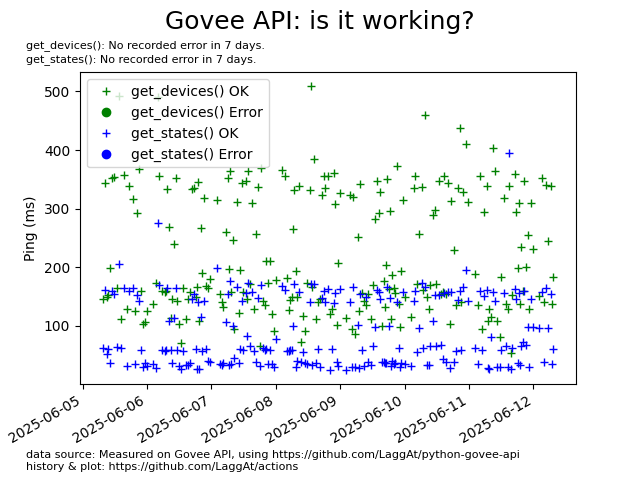 Govee API: is it working?
get_devices(): No recorded error in 7 days.
get_states(): No recorded error in 7 days.
get_devices() OK
get_devices() Error
get_states() OK
get_states() Error
Ping (ms)
500
400
300
200
100
2025-06-05
2025-06-06
2025-06-07
2025-06-08
2025-06-09
2025-06-10
2025-06-11
2025-06-12
data source: Measured on Govee API, using https://github.com/LaggAt/python-govee-api
history & plot: https://github.com/LaggAt/actions